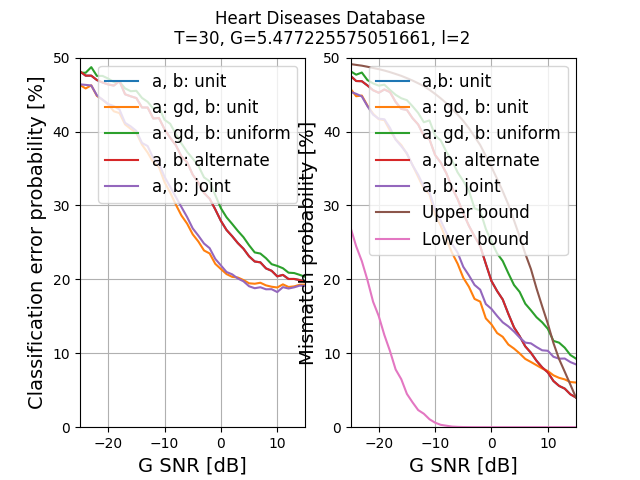 Heart Diseases Database
T=30, G=5.477225575051661, l=2
Classification error probability [%]
50
40
30
20
10
0
a, b: unit
a: gd, b: unit
a: gd, b: uniform
a, b: alternate
a, b: joint
−20
−10
0
10
G SNR [dB]
Mismatch probability [%]
50
40
30
20
10
0
a,b: unit
a: gd, b: unit
a: gd, b: uniform
a, b: alternate
a, b: joint
Upper bound
Lower bound
−20
−10
0
10
G SNR [dB]